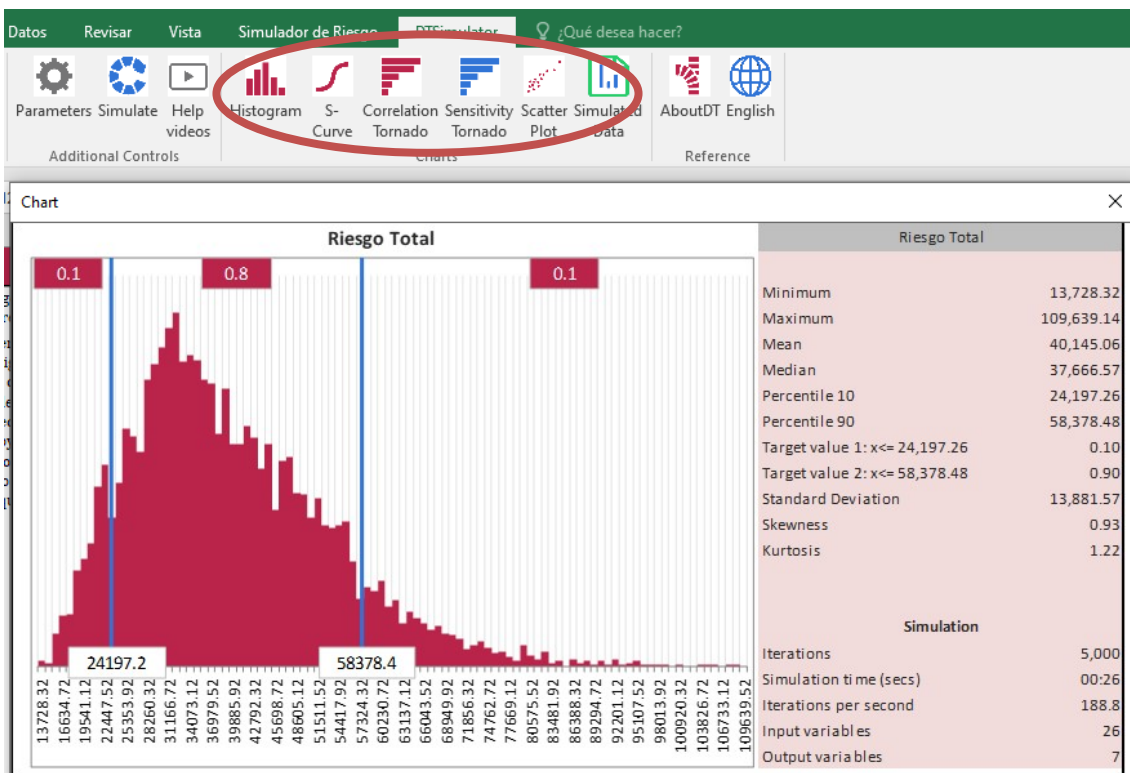 Datos Revisar Vista Simulador de Riesgo DTSimulator ¿Qué desea hacer?
Parameters Simulate Help videos Histogram S-Curve Correlation Tornado Sensitivity Tornado Scatter Plot Simulated Data AboutDT English
Additional Controls Charts Reference
Chart
Riesgo Total
0.1 0.8 0.1
24197.2 58378.4
13728.32
16634.72
19541.12
22447.52
25353.92
28260.32
31166.72
34073.12
36979.52
39885.92
42792.32
45698.72
48605.12
51511.52
54417.92
57324.32
60230.72
63137.12
66043.52
68949.92
71856.32
74762.72
77669.12
80575.52
83481.92
86388.32
89294.72
92201.12
95107.52
98013.92
100920.32
103826.72
106733.12
109639.52
Riesgo Total
Minimum 13,728.32
Maximum 109,639.14
Mean 40,145.06
Median 37,666.57
Percentile 10 24,197.26
Percentile 90 58,378.48
Target value 1: x<= 24,197.26 0.10
Target value 2: x<= 58,378.48 0.90
Standard Deviation 13,881.57
Skewness 0.93
Kurtosis 1.22
Simulation
Iterations 5,000
Simulation time (secs) 00:26
Iterations per second 188.8
Input variables 26
Output variables 7